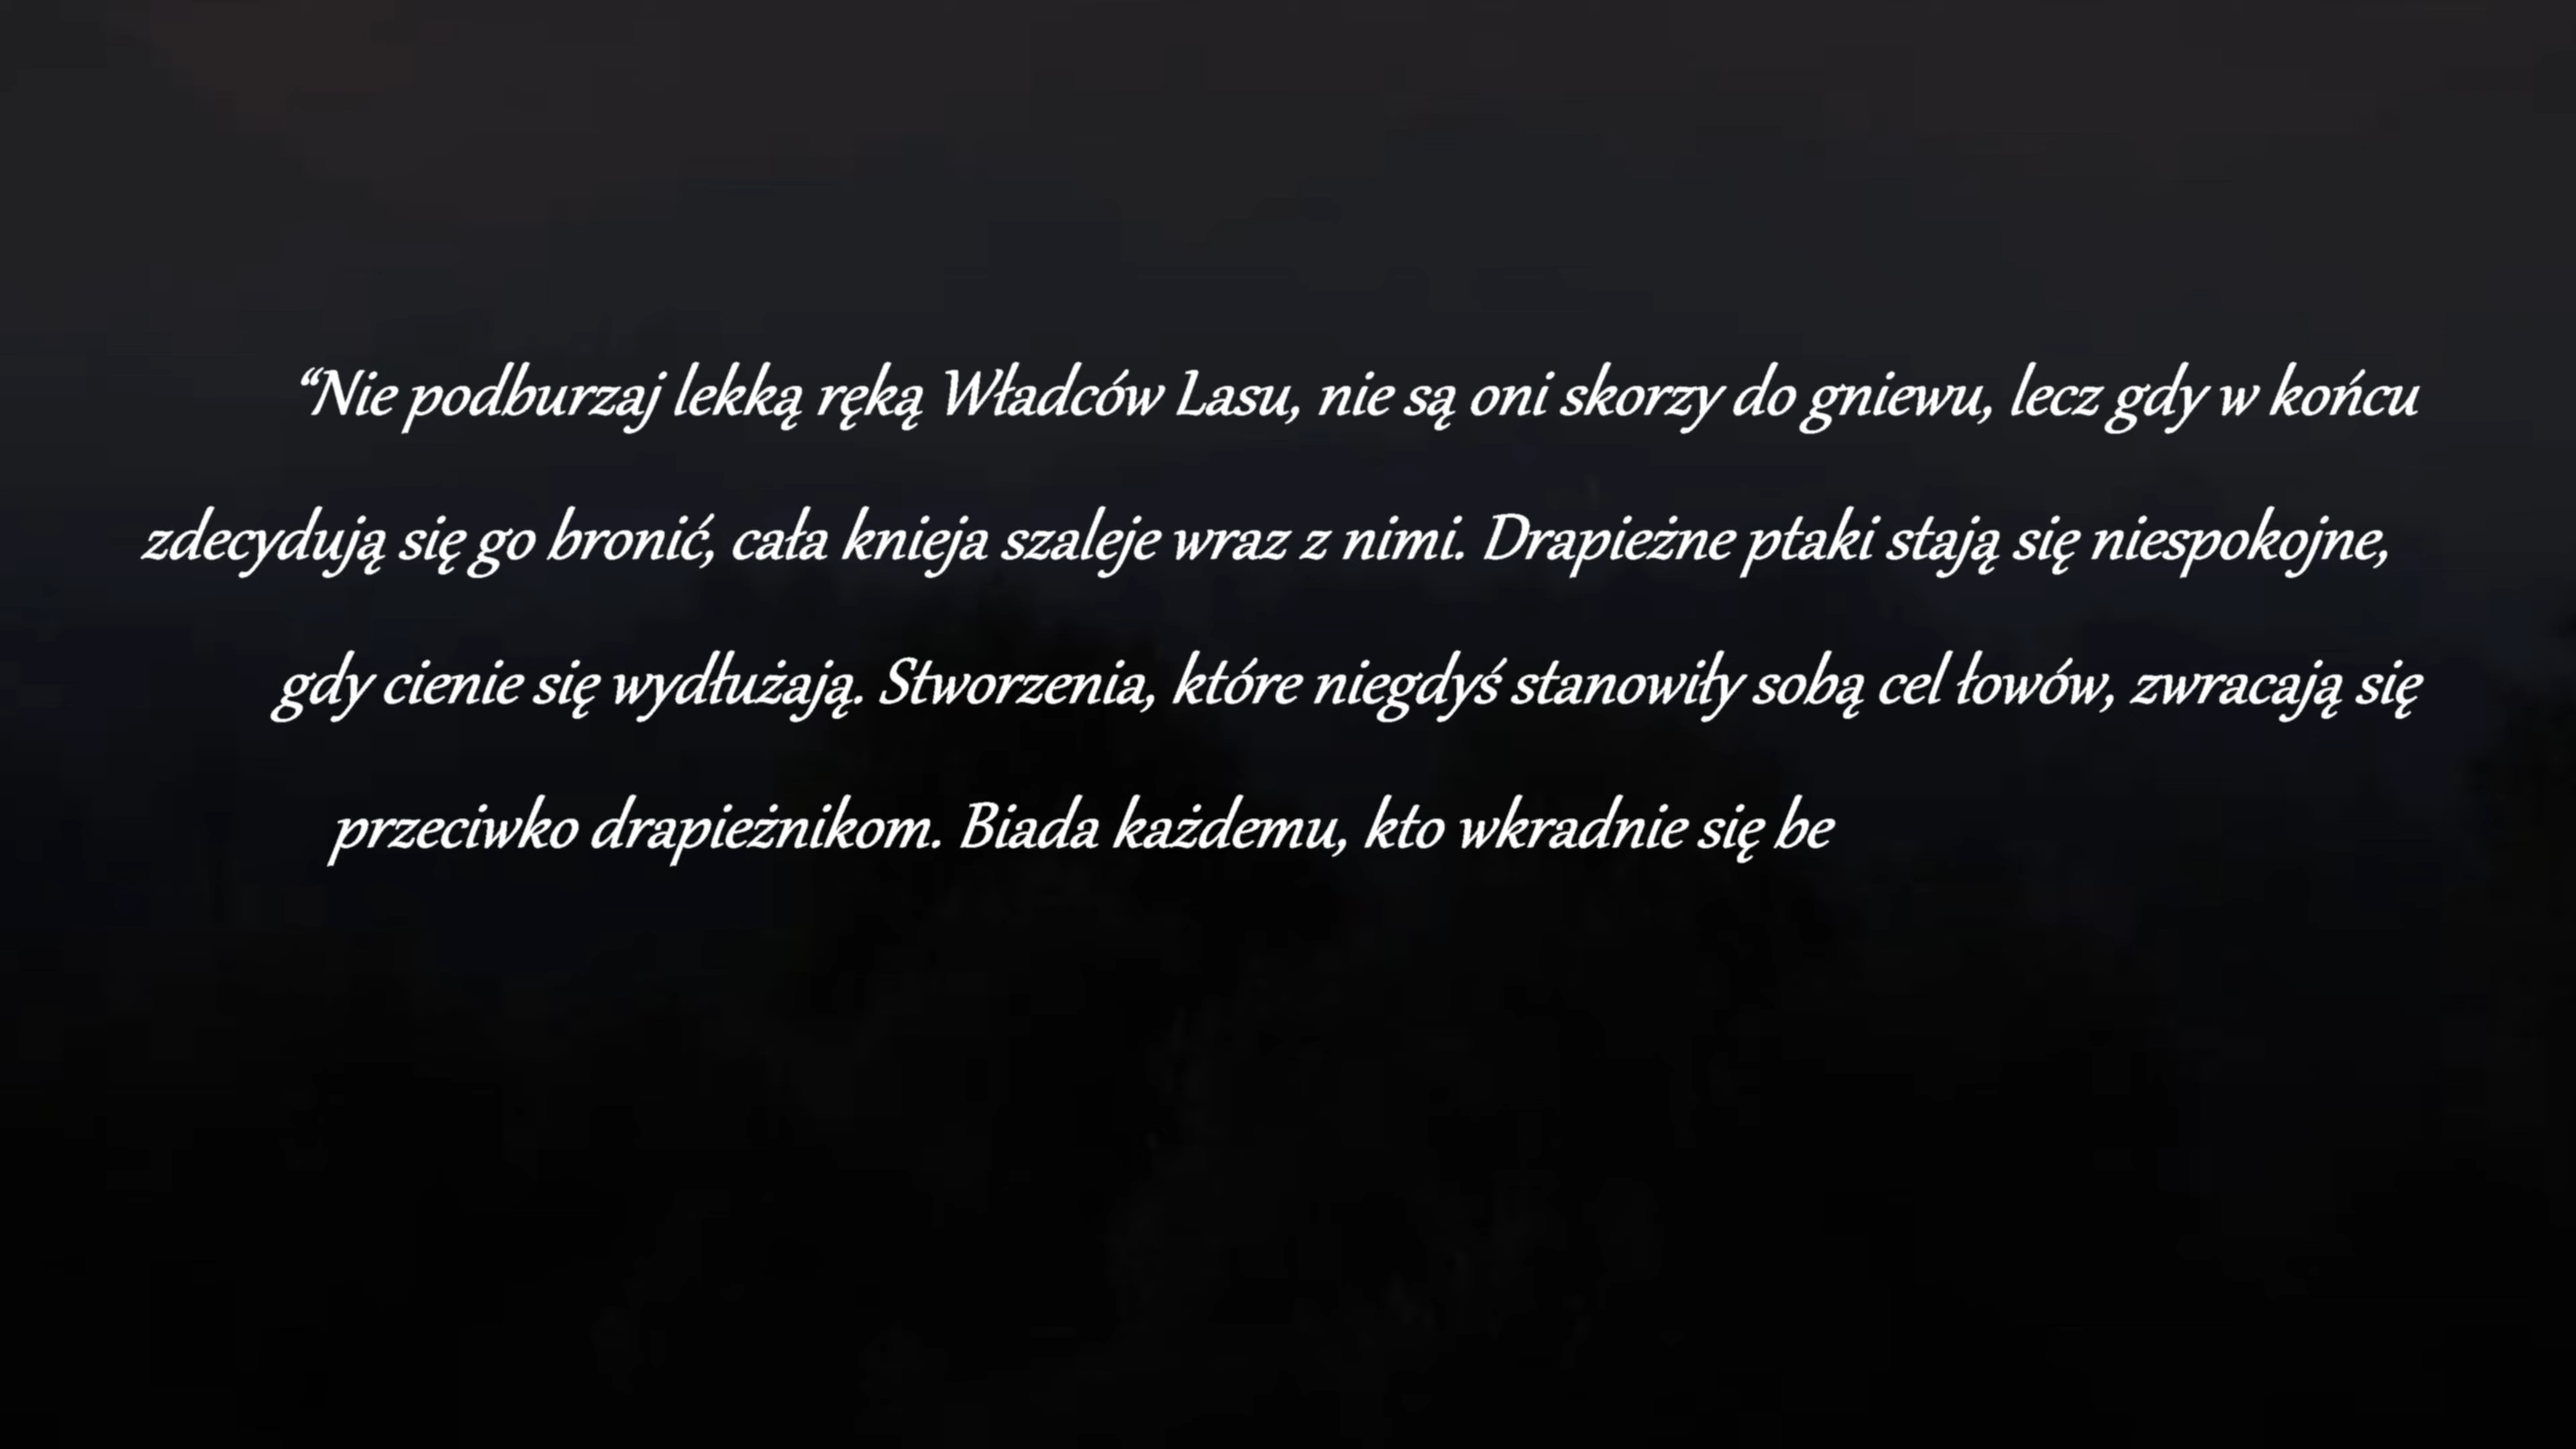 “Nie podburzaj lekką ręką Władców Lasu, nie są oni skorzy do gniewu, lecz gdy w końcu
zdecydują się go bronić, cała knieja szaleje wraz z nimi. Drapieżne ptaki stają się niespokojne,
gdy cienie się wydłużają. Stworzenia, które niegdyś stanowiły sobą cel łowów, zwracają się
przeciwko drapieżnikom. Biada każdemu, kto wkradnie się be